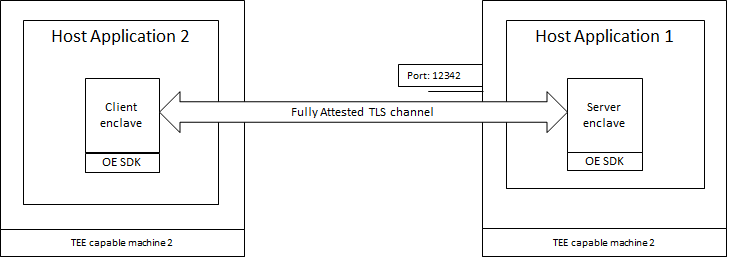 Host Application 2
Host Application 1
Port: 12342
Client
enclave
Fully Attested TLS channel
Server
enclave
OE SDK
OE SDK
TEE capable machine 2
TEE capable machine 2